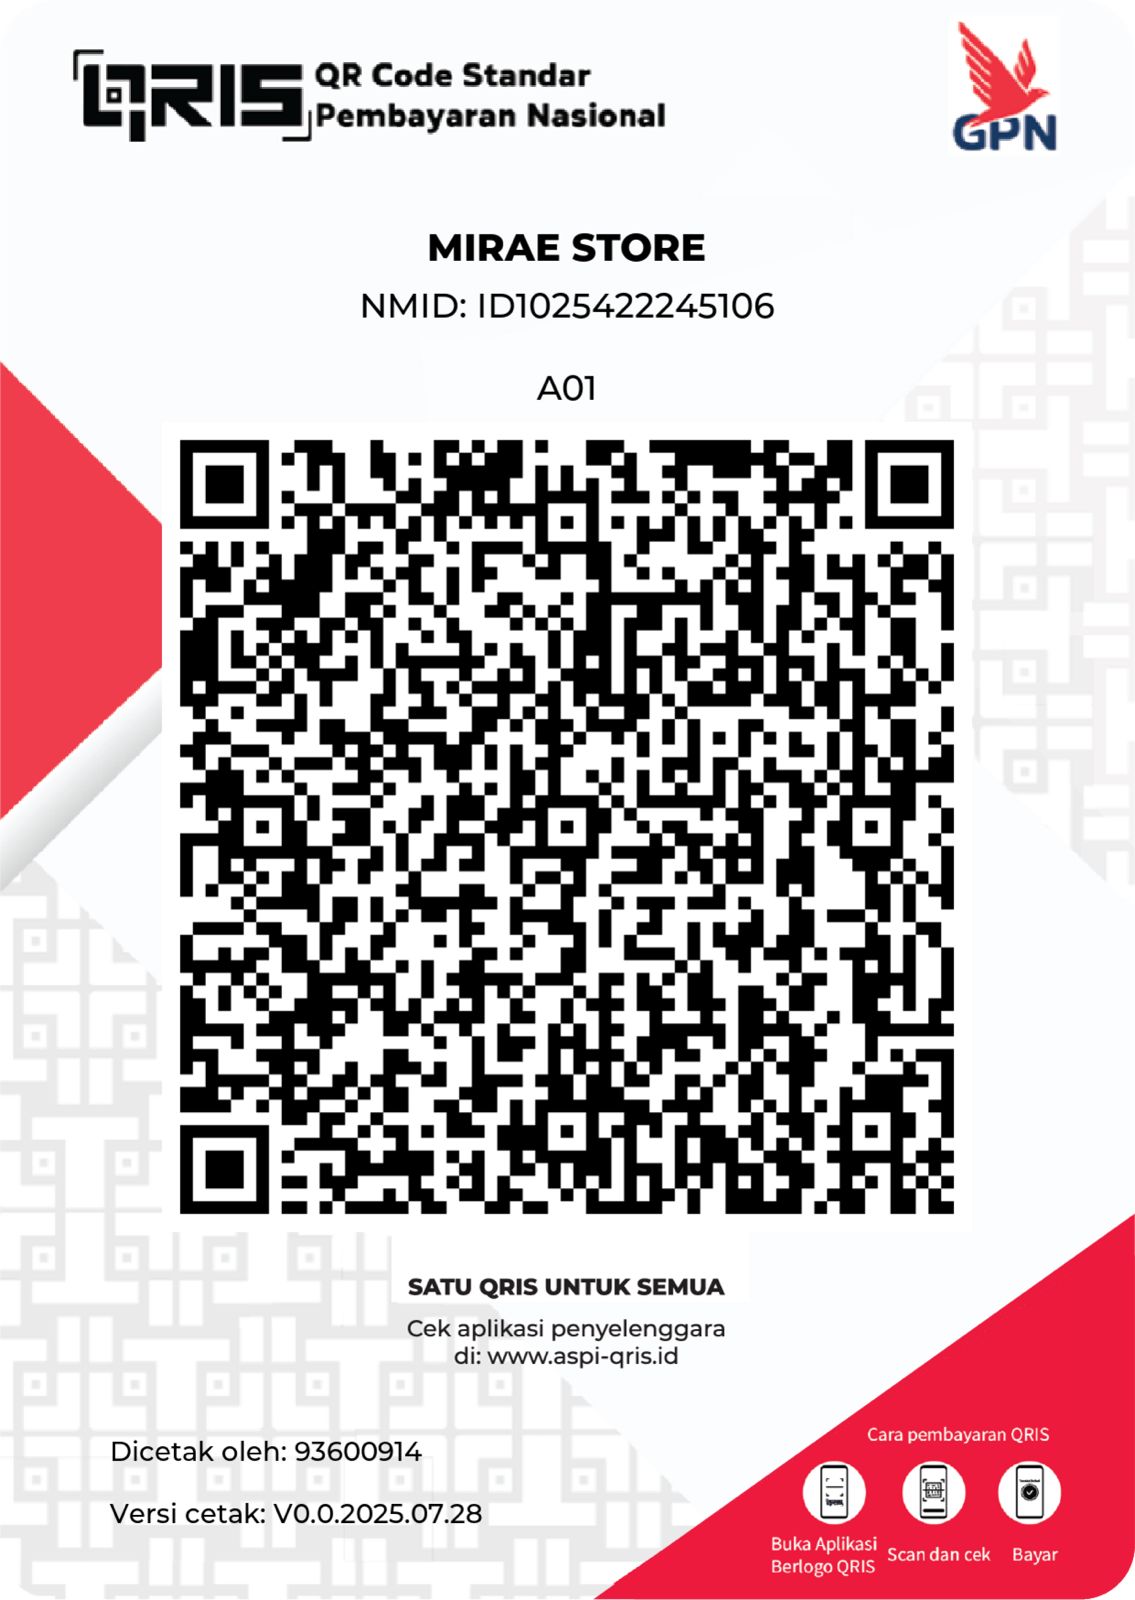 QRIS QR Code Standar
Pembayaran Nasional
GPN
MIRAE STORE
NMID: ID1025422245106
A01
SATU QRIS UNTUK SEMUA
Cek aplikasi penyelenggara
di: www.aspi-qris.id
Dicetak oleh: 93600914
Versi cetak: V0.0.2025.07.28
Cara pembayaran QRIS
Buka Aplikasi
Berlogo QRIS
Scan dan cek
Bayar